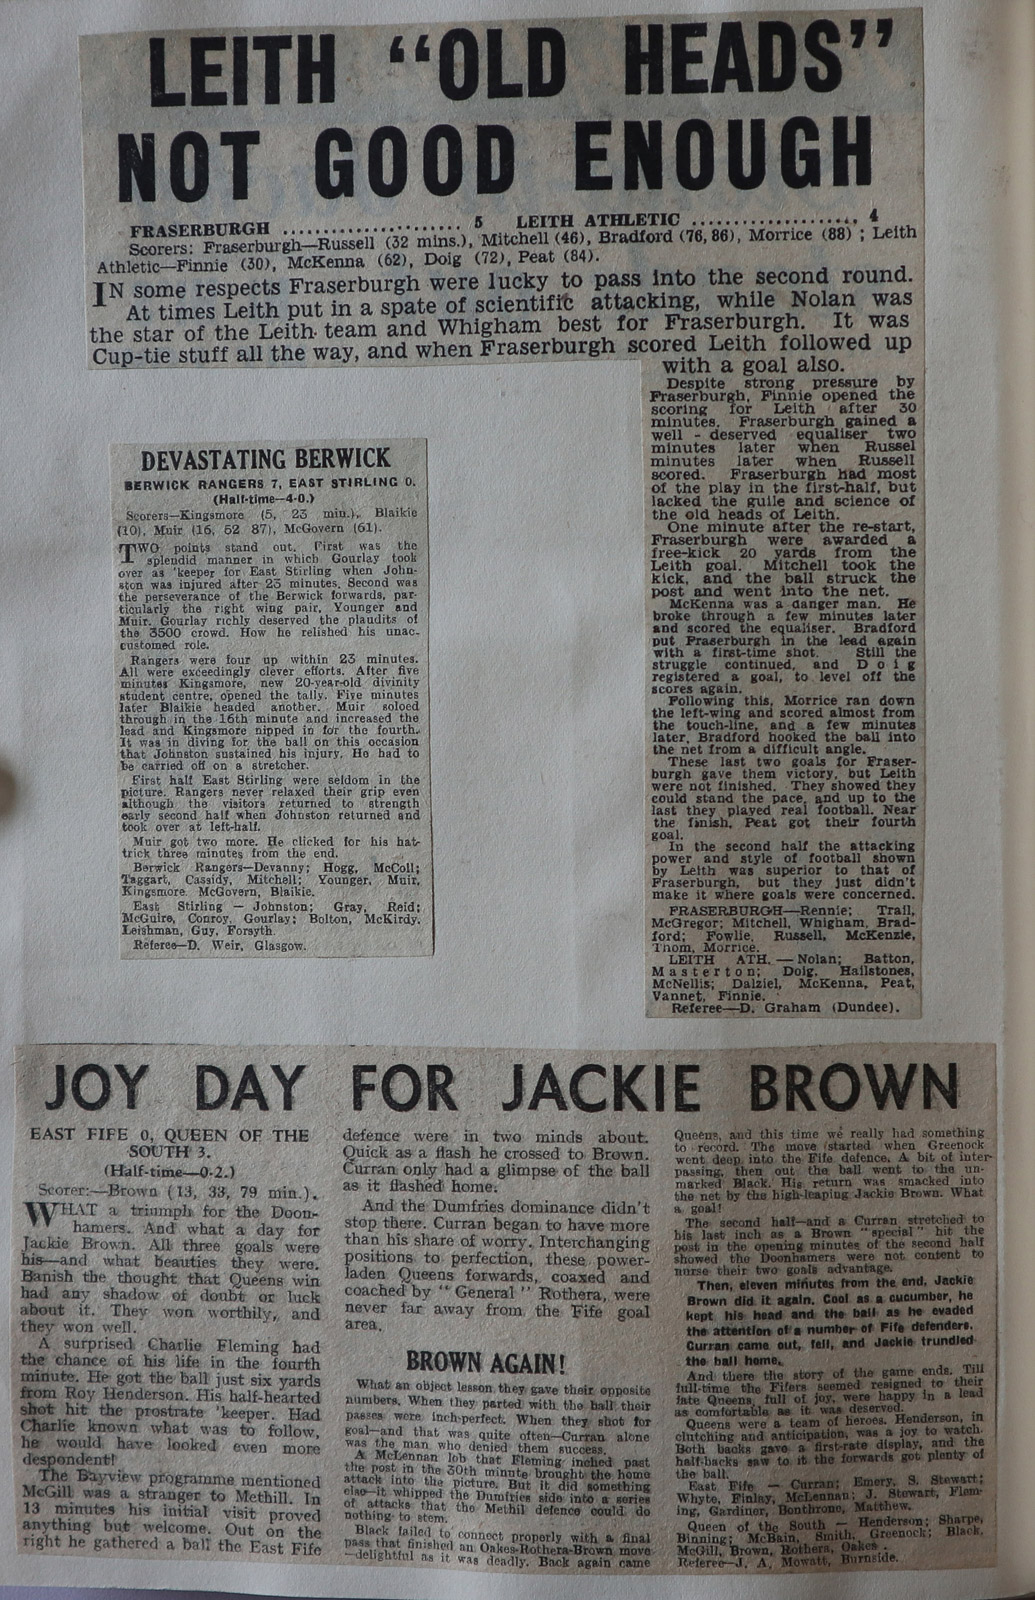 LEITH “OLD HEADS”
NOT GOOD ENOUGH
FRASERBURGH ..................... 5 LEITH ATHLETIC ................... 4
Scorers: Fraserburgh—Russell (32 mins.), Mitchell (46), Bradford (76, 86), Morrice (88) ; Leith
Athletic—Finnie (30), McKenna (62), Doig (72), Peat (84).
IN some respects Fraserburgh were lucky to pass into the second round.
At times Leith put in a spate of scientific attacking, while Nolan was
the star of the Leith team and Whigham best for Fraserburgh. It was
Cup-tie stuff all the way, and when Fraserburgh scored Leith followed up
with a goal also.
Despite strong pressure by
Fraserburgh, Finnie opened the
scoring for Leith after 30
minutes. Fraserburgh gained a
well - deserved equaliser two
minutes later when Russel
minutes later when Russell
scored. Fraserburgh had most
of the play in the first-half, but
lacked the guile and science of
the old heads of Leith.
One minute after the re-start,
Fraserburgh were awarded a
free-kick 20 yards from the
Leith goal. Mitchell took the
kick, and the ball struck the
post and went into the net.
McKenna was a danger man. He
broke through a few minutes later
and scored the equaliser. Bradford
put Fraserburgh in the lead again
with a first-time shot. Still the
struggle continued, and Doig
registered a goal, to level off the
scores again.
Following this, Morrice ran down
the left-wing and scored almost from
the touch-line, and a few minutes
later, Bradford hooked the ball into
the net from a difficult angle.
These last two goals for Fraser-
burgh gave them victory, but Leith
were not finished. They showed they
could stand the pace, and up to the
last they played real football. Near
the finish, Peat got their fourth
goal.
In the second half the attacking
power and style of football shown
by Leith was superior to that of
Fraserburgh, but they just didn't
make it where goals were concerned.
FRASERBURGH—Rennie; Trail,
McGregor; Mitchell, Whigham, Brad-
ford; Fowlie, Russell, McKenzie,
Thom, Morrice.
LEITH ATH. — Nolan; Batton,
Masterton; Doig, Hailstones,
McNellis; Dalziel, McKenna, Peat,
Vannet, Finnie.
Referee—D. Graham (Dundee).
DEVASTATING BERWICK
BERWICK RANGERS 7, EAST STIRLING 0.
(Half-time—4-0.)
Scorers—Kingsmore (5, 23 min.), Blaikie
(10), Muir (16, 52 87), McGovern (61).
TWO points stand out. First was the
splendid manner in which Gourlay took
over as 'keeper for East Stirling when John-
ston was injured after 23 minutes. Second was
the perseverance of the Berwick forwards, par-
ticularly the right wing pair, Younger and
Muir. Gourlay richly deserved the plaudits of
the 3500 crowd. How he relished his unac-
customed role.
Rangers were four up within 23 minutes.
All were exceedingly clever efforts. After five
minutes Kingsmore, new 20-year-old divinity
student centre, opened the tally. Five minutes
later Blaikie headed another. Muir soloed
through in the 16th minute and increased the
lead and Kingsmore nipped in for the fourth.
It was in diving for the ball on this occasion
that Johnston sustained his injury. He had to
be carried off on a stretcher.
First half East Stirling were seldom in the
picture. Rangers never relaxed their grip even
although the visitors returned to strength
early second half when Johnston returned and
took over at left-half.
Muir got two more. He clicked for his hat-
trick three minutes from the end.
Berwick Rangers—Devanny; Hogg, McColl;
Taggart, Cassidy, Mitchell; Younger, Muir,
Kingsmore, McGovern, Blaikie.
East Stirling — Johnston; Gray, Reid;
McGuire, Conroy, Gourlay; Bolton, McKirdy,
Leishman, Guy, Forsyth.
Referee—D. Weir, Glasgow.
JOY DAY FOR JACKIE BROWN
EAST FIFE 0, QUEEN OF THE
SOUTH 3.
(Half-time—0-2.)
Scorer:—Brown (13, 33, 79 min.).
WHAT a triumph for the Doon-
hamers. And what a day for
Jackie Brown. All three goals were
his—and what beauties they were.
Banish the thought that Queens win
had any shadow of doubt or luck
about it. They won worthily, and
they won well.
A surprised Charlie Fleming had
the chance of his life in the fourth
minute. He got the ball just six yards
from Roy Henderson. His half-hearted
shot hit the prostrate 'keeper. Had
Charlie known what was to follow,
he would have looked even more
despondent!
The Bayview programme mentioned
McGill was a stranger to Methill. In
13 minutes his initial visit proved
anything but welcome. Out on the
right he gathered a ball the East Fife
defence were in two minds about.
Quick as a flash he crossed to Brown.
Curran only had a glimpse of the ball
as it flashed home.
And the Dumfries dominance didn't
stop there. Curran began to have more
than his share of worry. Interchanging
positions to perfection, these power-
laden Queens forwards, coaxed and
coached by “General” Rothera, were
never far away from the Fife goal
area.
BROWN AGAIN!
What an object lesson they gave their opposite
numbers. When they parted with the ball their
passes were inch-perfect. When they shot for
goal—and that was quite often—Curran alone
was the man who denied them success.
A McLennan lob that Fleming inched past
the post in the 30th minute brought the home
attack into the picture. But it did something
else—it whipped the Dumfries side into a series
of attacks that the Methil defence could do
nothing to stem.
Black failed to connect properly with a final
pass that finished an Oakes-Rothera-Brown move
—delightful as it was deadly. Back again came
Queens, and this time we really had something
to record. The move started when Greenock
went deep into the Fife defence. A bit of inter-
passing, then out the ball went to the un-
marked Black. His return was smacked into
the net by the high-leaping Jackie Brown. What
a goal!
The second half—and a Curran stretched to
his last inch as a Brown “special” hit the
post in the opening minutes of the second half
showed the Doonhamers were not content to
nurse their two goals advantage.
Then, eleven minutes from the end, Jackie
Brown did it again. Cool as a cucumber, he
kept his head and the ball as he evaded
the attention of a number of Fife defenders.
Curran came out, fell, and Jackie trundled
the ball home.
And there the story of the game ends. Till
full-time the Fifers seemed resigned to their
fate Queens, full of joy, were happy in a lead
as comfortable as it was deserved.
Queens were a team of heroes. Henderson, in
clutching and anticipation, was a joy to watch.
Both backs gave a first-rate display, and the
half-backs saw to it the forwards got plenty of
the ball.
East Fife — Curran; Emery, S. Stewart;
Whyte, Finlay, McLennan; J. Stewart, Flem-
ing, Gardiner, Bonthrone, Matthew.
Queen of the South — Henderson; Sharpe,
Binning; McBain, Smith, Greenock; Black,
McGill, Brown, Rothera, Oakes.
Referee—J. A. Mowatt, Burnside.